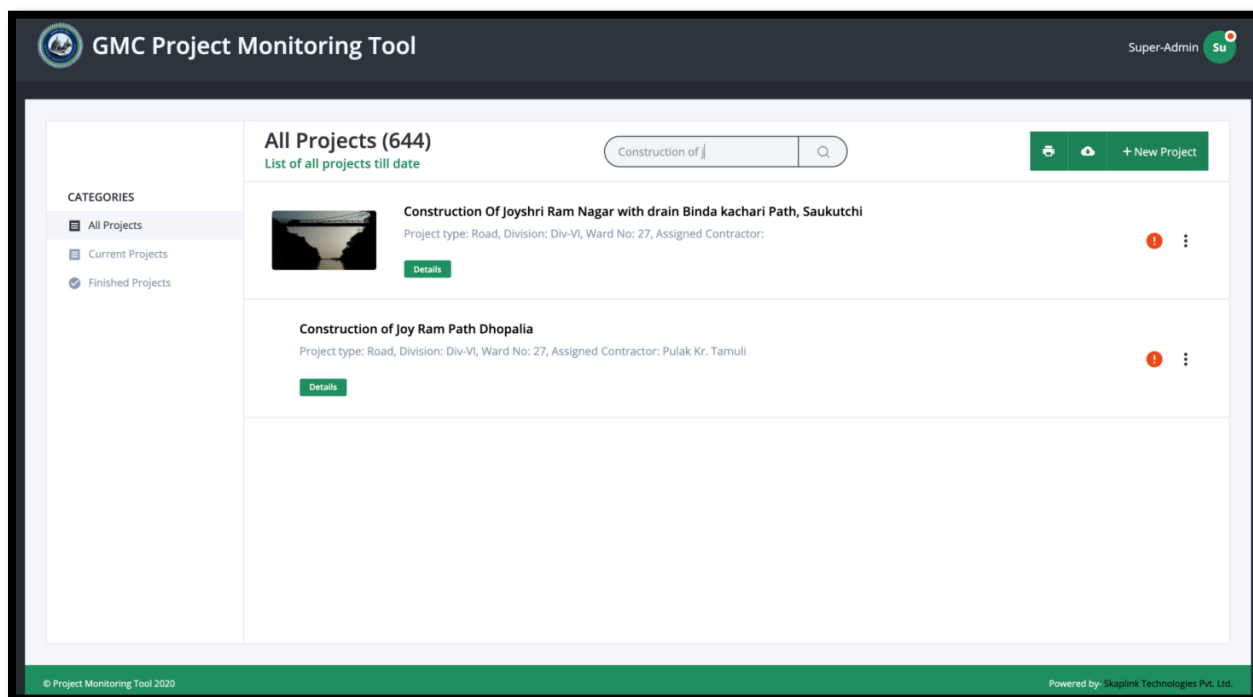 GMC Project Monitoring Tool
Super-Admin Su
All Projects (644)
List of all projects till date
Construction of j
+ New Project
CATEGORIES
All Projects
Current Projects
Finished Projects
Construction Of Joyshri Ram Nagar with drain Binda kachari Path, Saukutchi
Project type: Road, Division: Div-VI, Ward No: 27, Assigned Contractor:
Details
Construction of Joy Ram Path Dhopalia
Project type: Road, Division: Div-VI, Ward No: 27, Assigned Contractor: Pulak Kr. Tamuli
Details
© Project Monitoring Tool 2020
Powered by- Skaplink Technologies Pvt. Ltd.